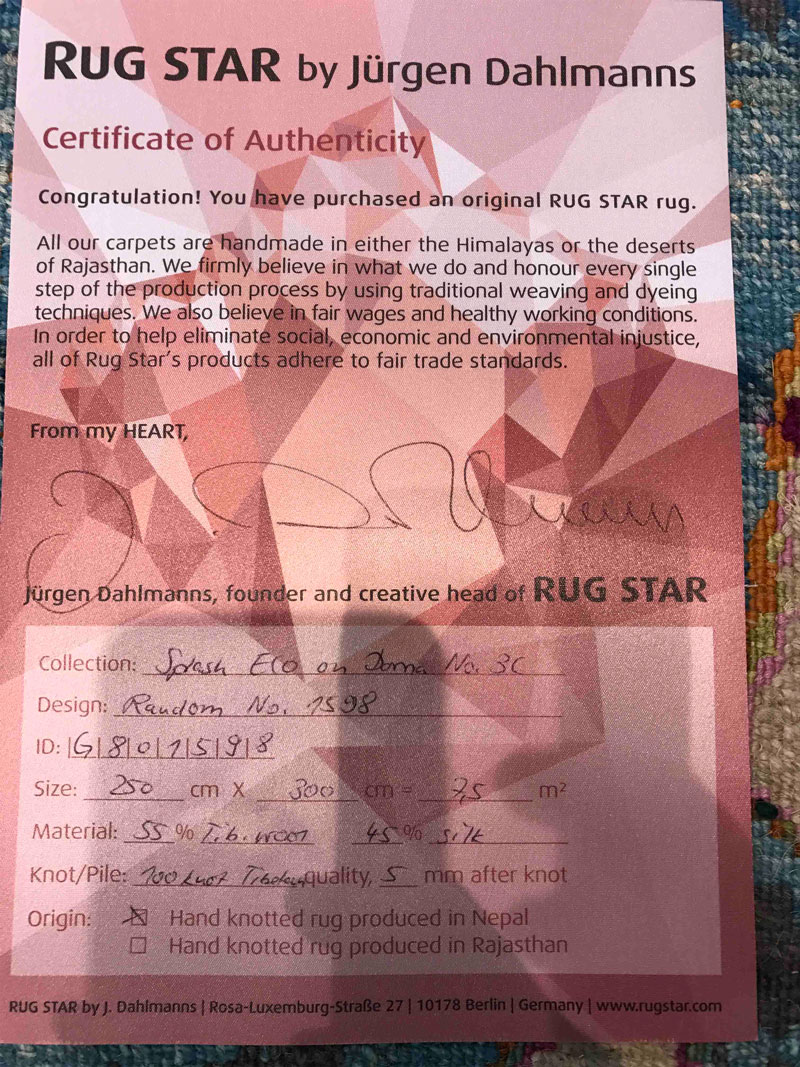 RUG STAR by Jürgen Dahlmanns
Certificate of Authenticity
Congratulation! You have purchased an original RUG STAR rug.
All our carpets are handmade in either the Himalayas or the deserts
of Rajasthan. We firmly believe in what we do and honour every single
step of the production process by using traditional weaving and dyeing
techniques. We also believe in fair wages and healthy working conditions.
In order to help eliminate social, economic and environmental injustice,
all of Rug Star's products adhere to fair trade standards.
From my HEART,
Jürgen Dahlmanns, founder and creative head of RUG STAR
Collection: Splash Eco on No. 3C
Design: Random No. 1598
ID: |G|8|0|1|5|9|8
Size: 250 cm X 300 cm = 7,5 m²
Material: 55 % Tib. wool 45 % silk
Knot/Pile: 100 knot quality, 5 mm after knot
Origin: ☒ Hand knotted rug produced in Nepal
☐ Hand knotted rug produced in Rajasthan
RUG STAR by J. Dahlmanns | Rosa-Luxemburg-Straße 27 | 10178 Berlin | Germany | www.rugstar.com